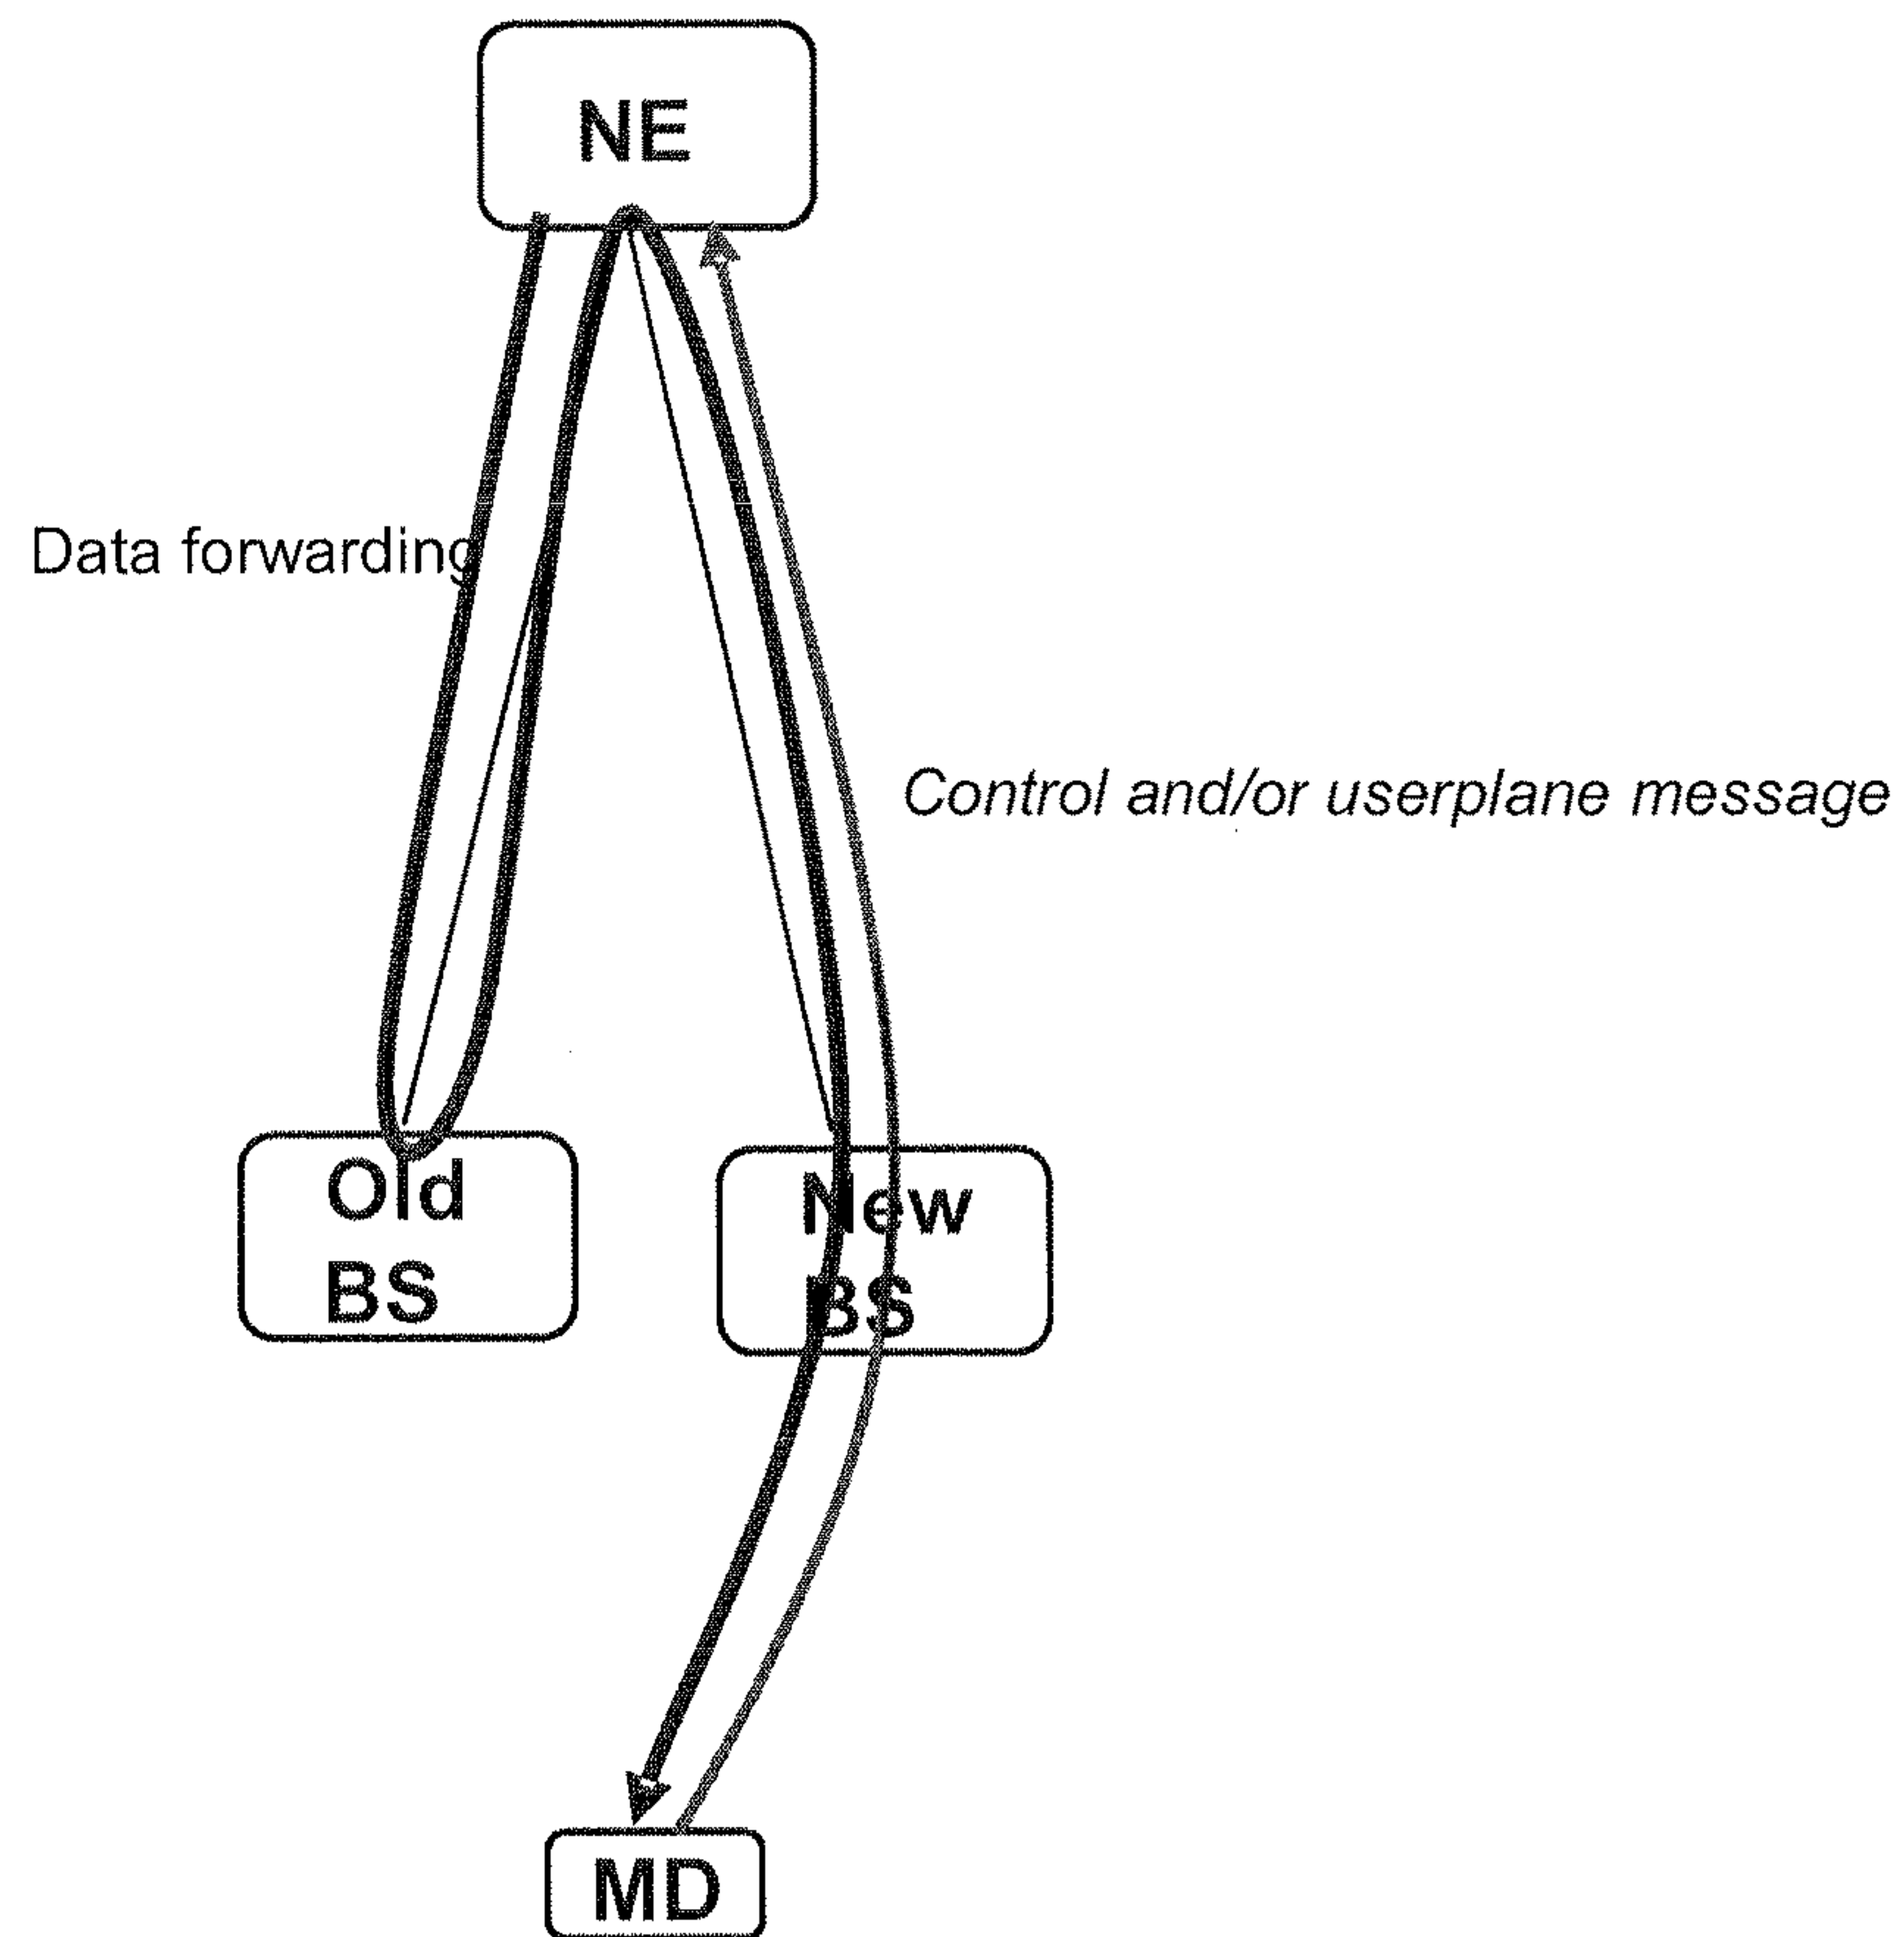 NE
Data forwarding
Control and/or userplane message
Old
BS
New
BS
MD